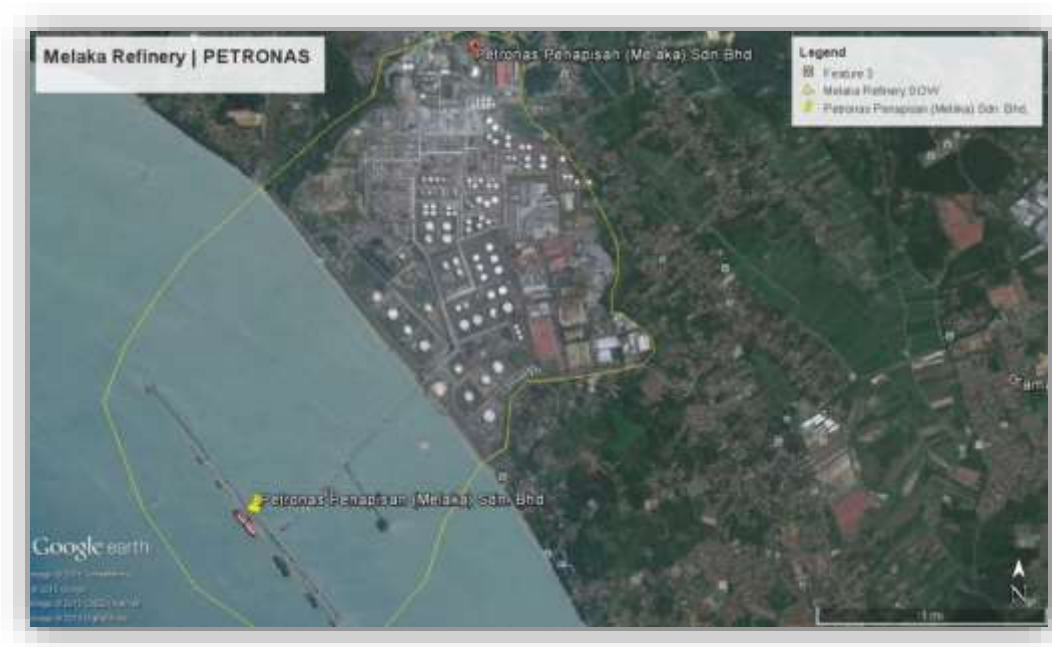 Melaka Refinery | PETRONAS
Petronas Penapisan (Melaka) Sdn Bhd
Legend
Feature 3
Melaka Refinery SOW
Petronas Penapisan (Melaka) Sdn. Bhd.
Petronas Penapisan (Melaka) Sdn. Bhd
Google earth
N
1 mi